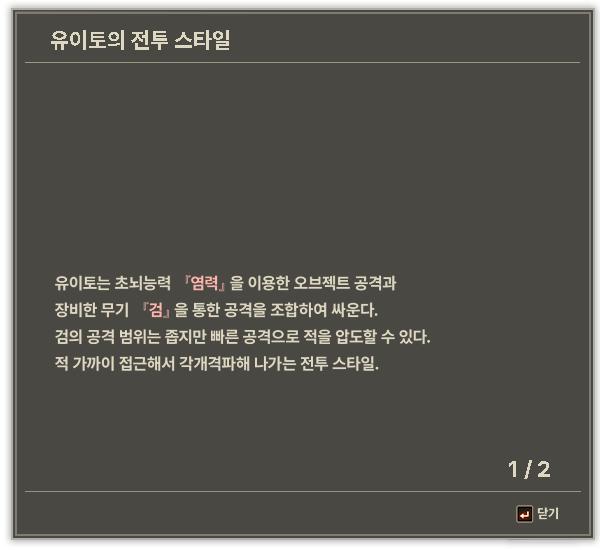 유이토의 전투 스타일
유이토는 초뇌능력 『염력』을 이용한 오브젝트 공격과
장비한 무기 『검』을 통한 공격을 조합하여 싸운다.
검의 공격 범위는 좁지만 빠른 공격으로 적을 압도할 수 있다.
적 가까이 접근해서 각개격파해 나가는 전투 스타일.
1 / 2
닫기